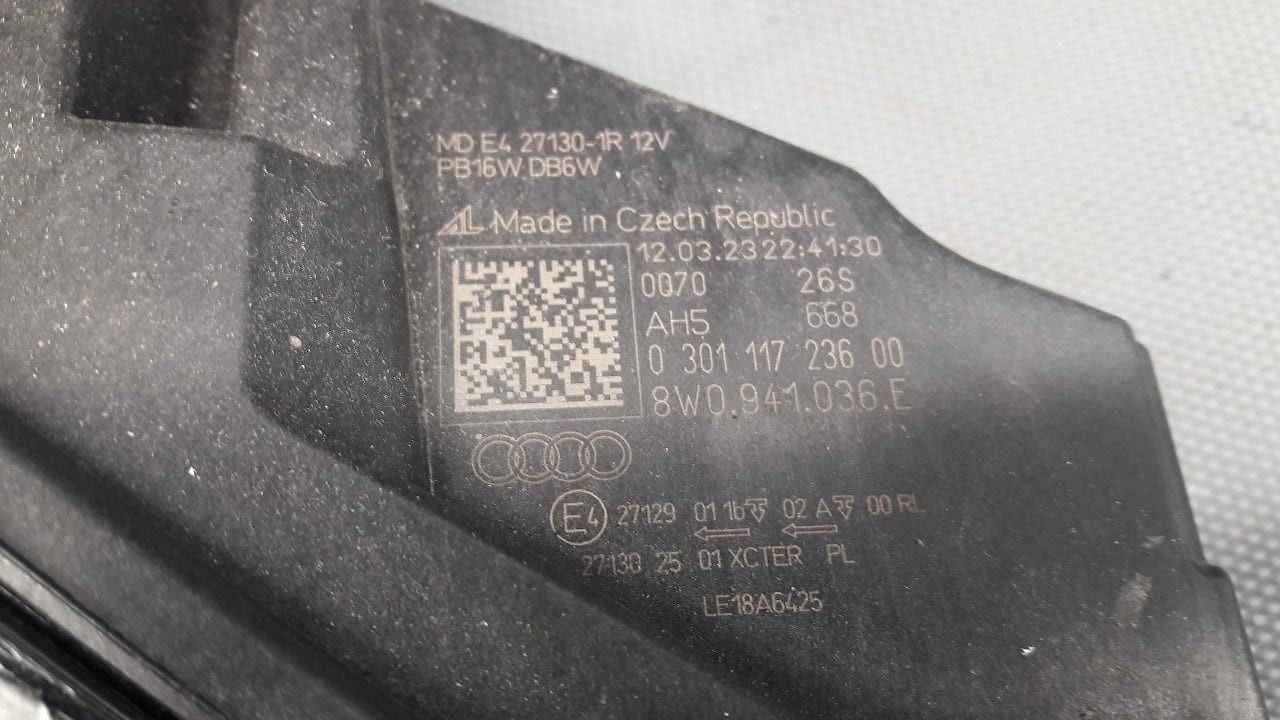 MD E4 27130-1R 12V
PB16W DB6W
AL Made in Czech Republic
12.03.23 22:41:30
0070 26S
AH5 668
0 301 117 236 00
8W0.941.036.E
E4 27129 01 1b 02 A 00 RL
27130 25 01 XCTER PL
LE18A6425